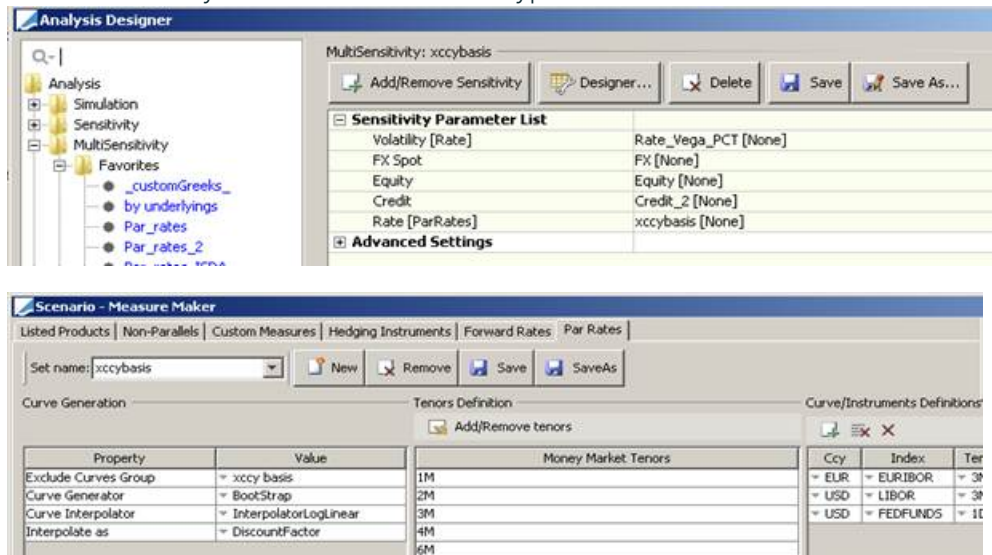 Analysis Designer
MultiSensitivity: xccybasis
Add/Remove Sensitivity Designer... Delete Save Save As...
Analysis
Simulation
Sensitivity
MultiSensitivity
Favorites
_customGreeks_
by underlyings
Par_rates
Par_rates_2
Sensitivity Parameter List
Volatility [Rate] Rate_Vega_PCT [None]
FX Spot FX [None]
Equity Equity [None]
Credit Credit_2 [None]
Rate [ParRates] xccybasis [None]
Advanced Settings
Scenario - Measure Maker
Listed Products Non-Parallels Custom Measures Hedging Instruments Forward Rates Par Rates
Set name: xccybasis New Remove Save SaveAs
Curve Generation
Property Value
Exclude Curves Group xccy basis
Curve Generator BootStrap
Curve Interpolator InterpolatorLogLinear
Interpolate as DiscountFactor
Tenors Definition
Add/Remove tenors
Money Market Tenors
1M
2M
3M
4M
6M
Curve/Instruments Definitions
Ccy Index
EUR EURIBOR
USD LIBOR
USD FEDFUNDS